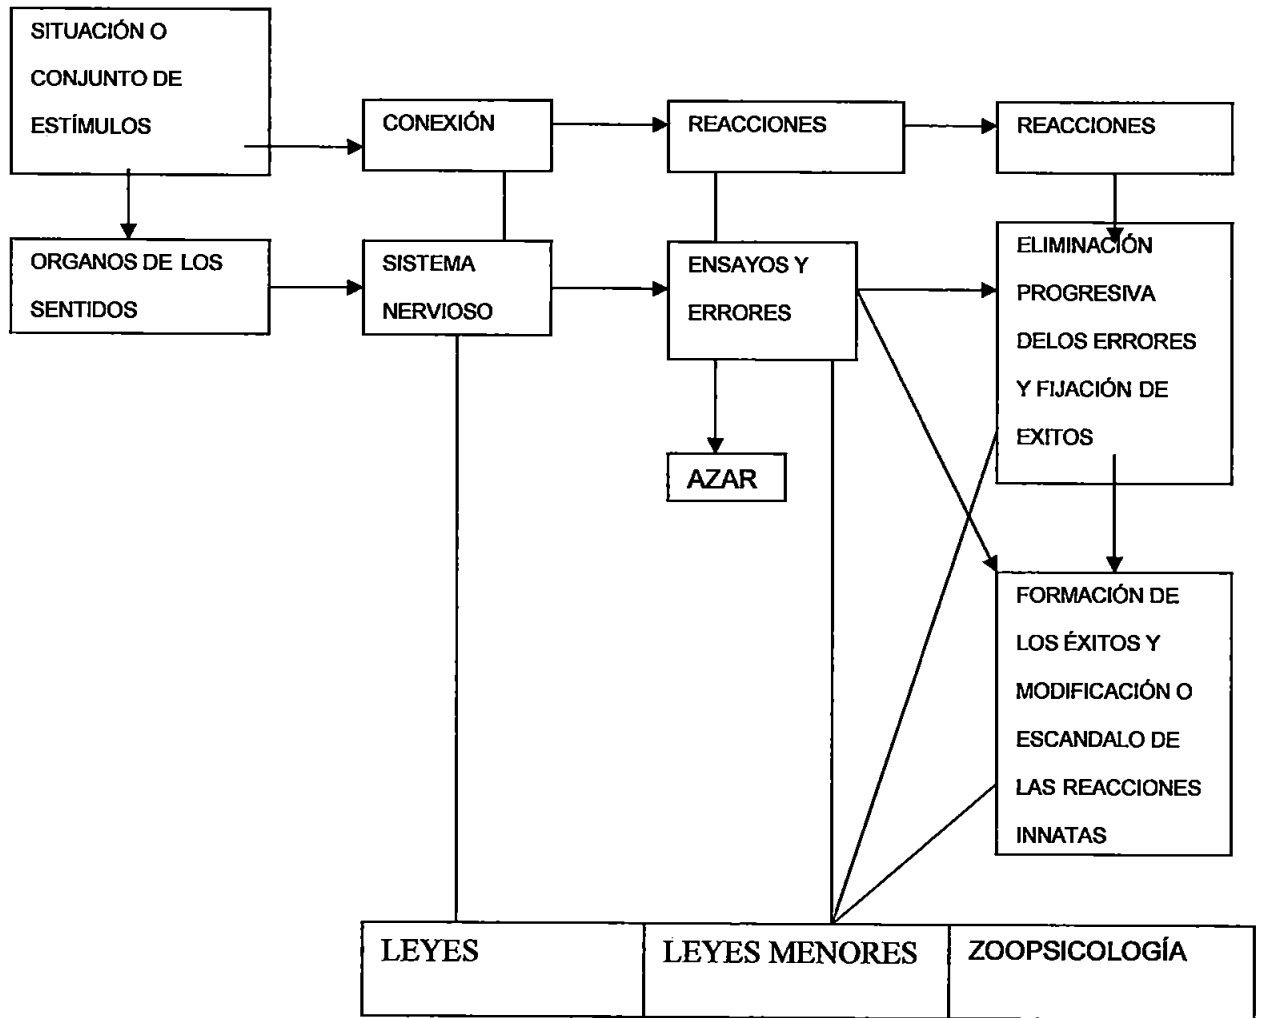 SITUACIÓN O
CONJUNTO DE
ESTÍMULOS
CONEXIÓN
REACCIONES
REACCIONES
ORGANOS DE LOS
SENTIDOS
SISTEMA
NERVIOSO
ENSAYOS Y
ERRORES
ELIMINACIÓN
PROGRESIVA
DELOS ERRORES
Y FIJACIÓN DE
EXITOS
AZAR
FORMACIÓN DE
LOS ÉXITOS Y
MODIFICACIÓN O
ESCANDALO DE
LAS REACCIONES
INNATAS
LEYES
LEYES MENORES
ZOOPSICOLOGÍA